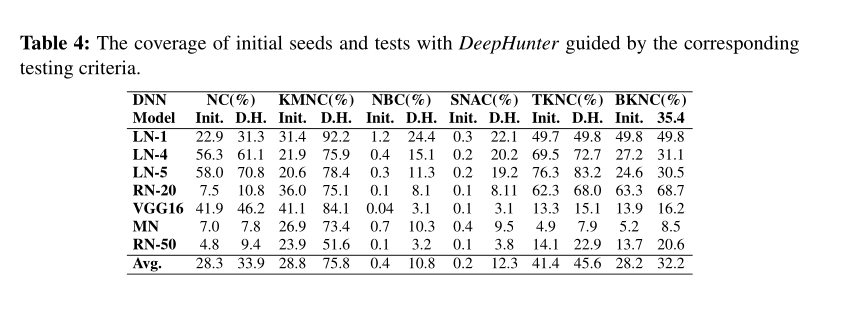 Table 4: The coverage of initial seeds and tests with DeepHunter guided by the corresponding
testing criteria.
DNN NC(%) KMNC(%) NBC(%) SNAC(%) TKNC(%) BKNC(%)
Model Init. D.H. Init. D.H. Init. D.H. Init. D.H. Init. D.H. Init. 35.4
LN-1 22.9 31.3 31.4 92.2 1.2 24.4 0.3 22.1 49.7 49.8 49.8 49.8
LN-4 56.3 61.1 21.9 75.9 0.4 15.1 0.2 20.2 69.5 72.7 27.2 31.1
LN-5 58.0 70.8 20.6 78.4 0.3 11.3 0.2 19.2 76.3 83.2 24.6 30.5
RN-20 7.5 10.8 36.0 75.1 0.1 8.1 0.1 8.11 62.3 68.0 63.3 68.7
VGG16 41.9 46.2 41.1 84.1 0.04 3.1 0.1 3.1 13.3 15.1 13.9 16.2
MN 7.0 7.8 26.9 73.4 0.7 10.3 0.4 9.5 4.9 7.9 5.2 8.5
RN-50 4.8 9.4 23.9 51.6 0.1 3.2 0.1 3.8 14.1 22.9 13.7 20.6
Avg. 28.3 33.9 28.8 75.8 0.4 10.8 0.2 12.3 41.4 45.6 28.2 32.2